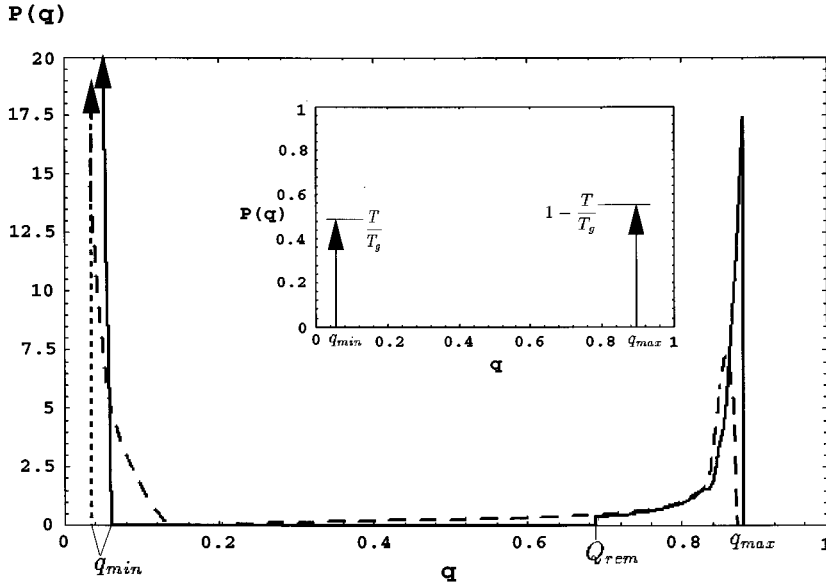 P(q)
20
17.5
15
12.5
10
7.5
5
2.5
0
1
0.8
0.6
0.4
0.2
0
P(q)
T
T_g
1 − T
T_g
0 q_min 0.2 0.4 0.6 0.8 q_max 1
q
0 q_min 0.2 0.4 0.6 Q_rem 0.8 q_max 1
q